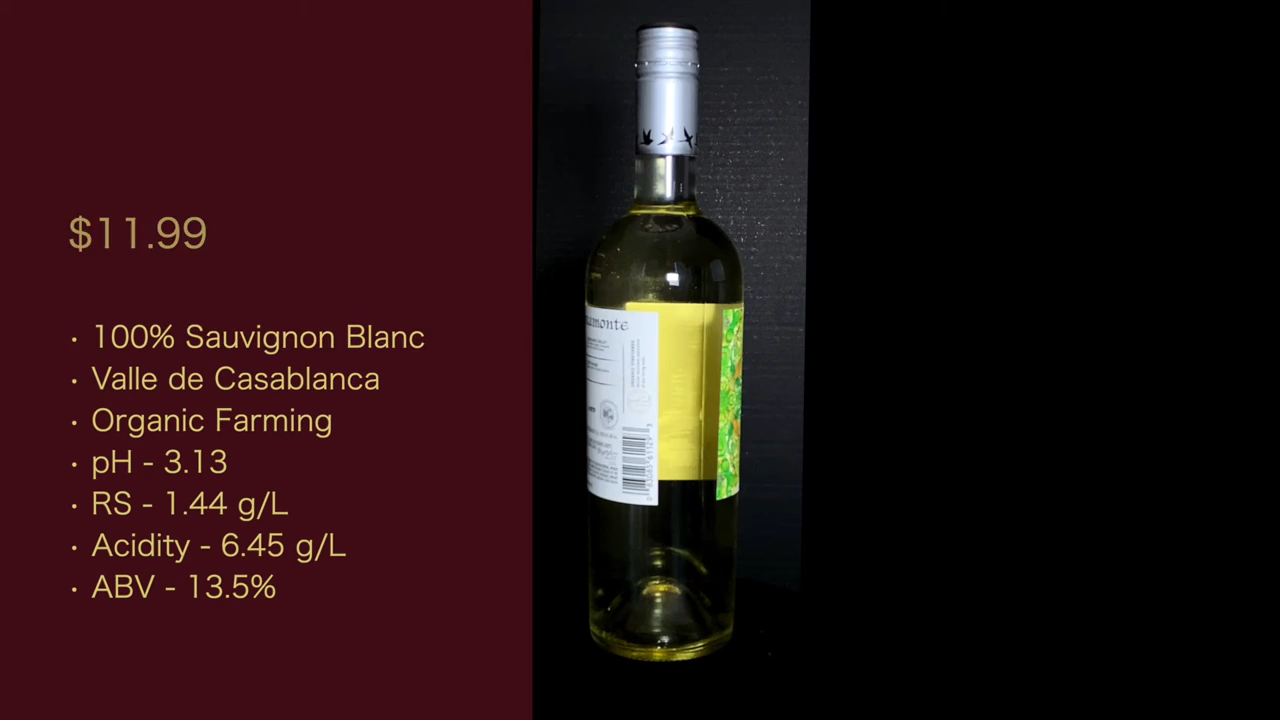 $11.99
· 100% Sauvignon Blanc
· Valle de Casablanca
· Organic Farming
· pH - 3.13
· RS - 1.44 g/L
· Acidity - 6.45 g/L
· ABV - 13.5%